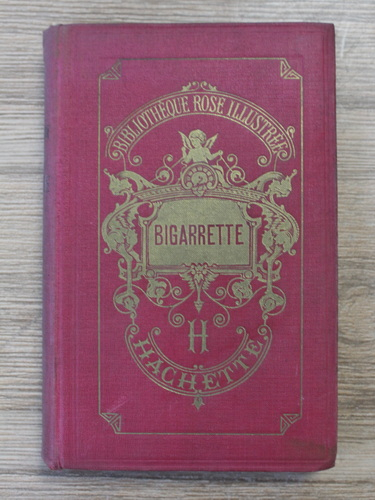 BIBLIOTHÈQUE ROSE ILLUSTRÉE
BIGARRETTE
H
HACHETTE